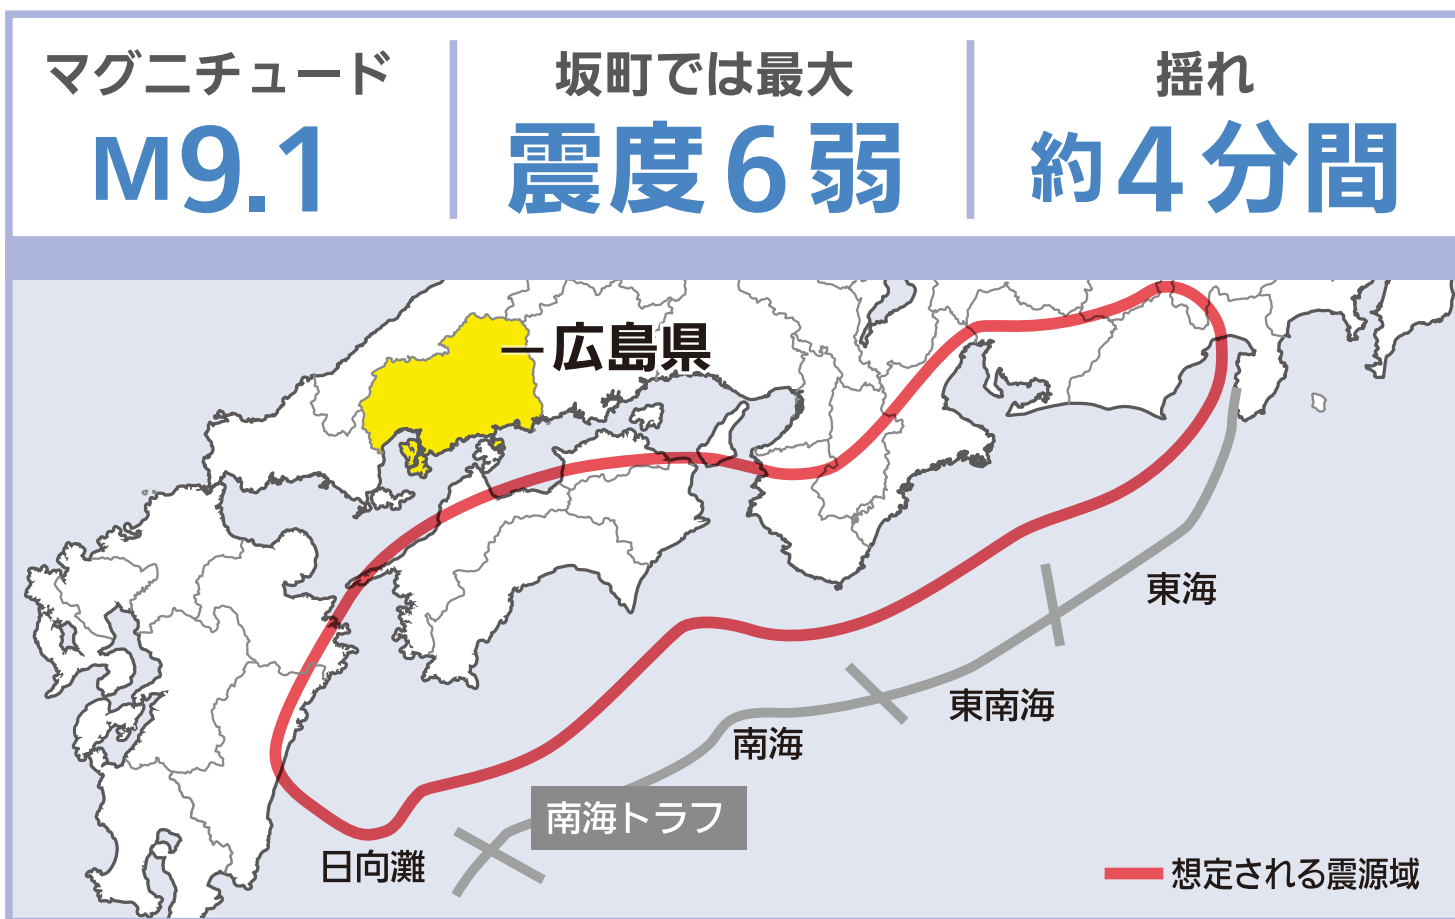 マグニチュード
M9.1
坂町では最大
震度6弱
揺れ
約4分間
広島県
東海
東南海
南海
南海トラフ
日向灘
想定される震源域